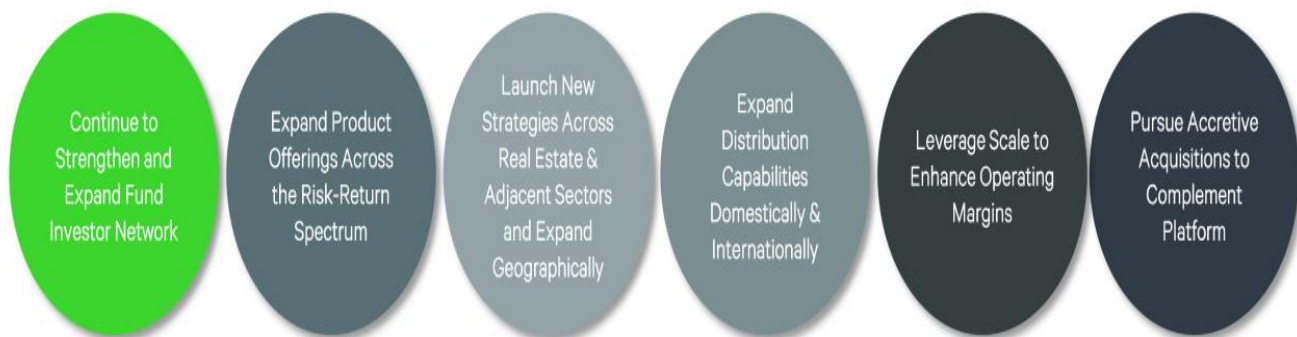 Continue to
Strengthen and
Expand Fund
Investor Network
Expand Product
Offerings Across
the Risk-Return
Spectrum
Launch New
Strategies Across
Real Estate &
Adjacent Sectors
and Expand
Geographically
Expand
Distribution
Capabilities
Domestically &
Internationally
Leverage Scale to
Enhance Operating
Margins
Pursue Accretive
Acquisitions to
Complement
Platform